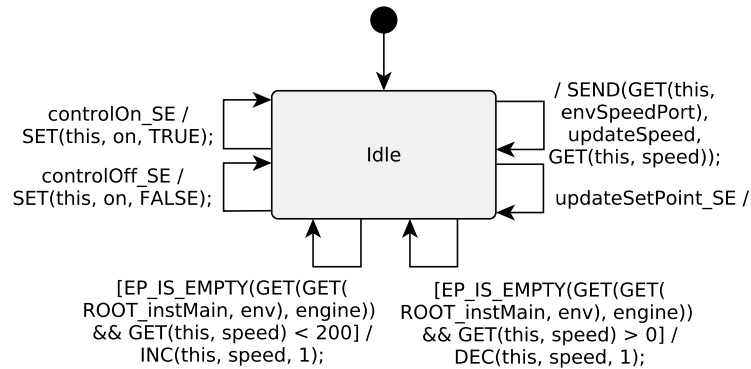 controlOn_SE /
SET(this, on, TRUE);
controlOff_SE /
SET(this, on, FALSE);
Idle
/ SEND(GET(this,
envSpeedPort),
updateSpeed,
GET(this, speed));
updateSetPoint_SE /
[EP_IS_EMPTY(GET(GET(
ROOT_instMain, env), engine))
&& GET(this, speed) < 200] /
INC(this, speed, 1);
[EP_IS_EMPTY(GET(GET(
ROOT_instMain, env), engine))
&& GET(this, speed) > 0] /
DEC(this, speed, 1);